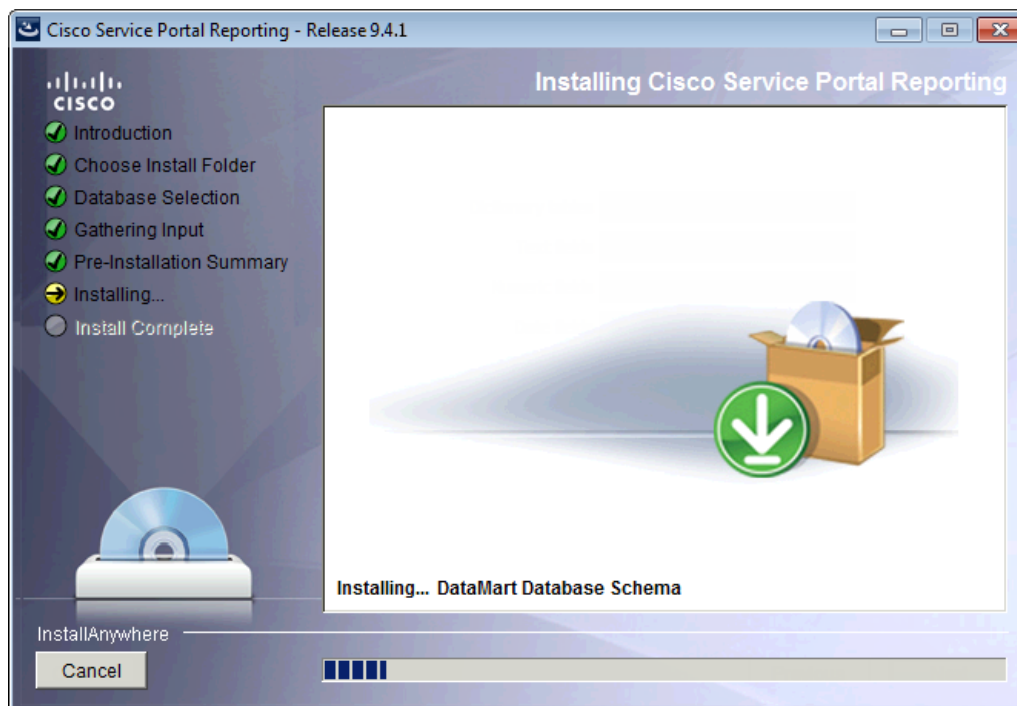 Cisco Service Portal Reporting - Release 9.4.1
CISCO
Installing Cisco Service Portal Reporting
Introduction
Choose Install Folder
Database Selection
Gathering Input
Pre-Installation Summary
Installing...
Install Complete
Installing... DataMart Database Schema
InstallAnywhere
Cancel